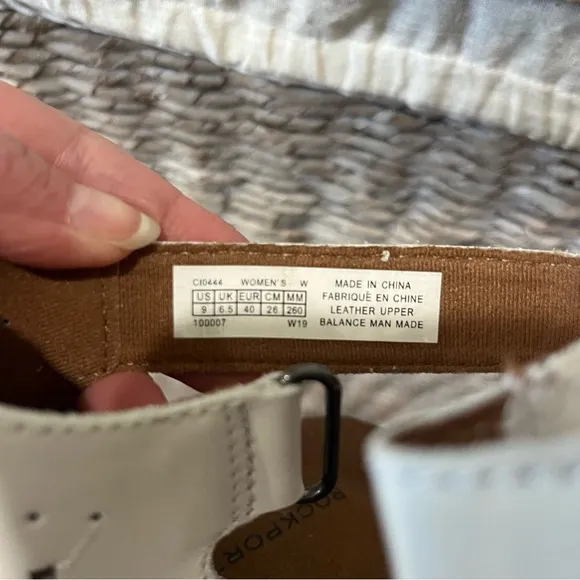 CI0444 WOMEN'S W
US UK EUR CM MM
9 6.5 40 26 260
100007 W19
MADE IN CHINA
FABRIQUÈ EN CHINE
LEATHER UPPER
BALANCE MAN MADE
ROCKPOR